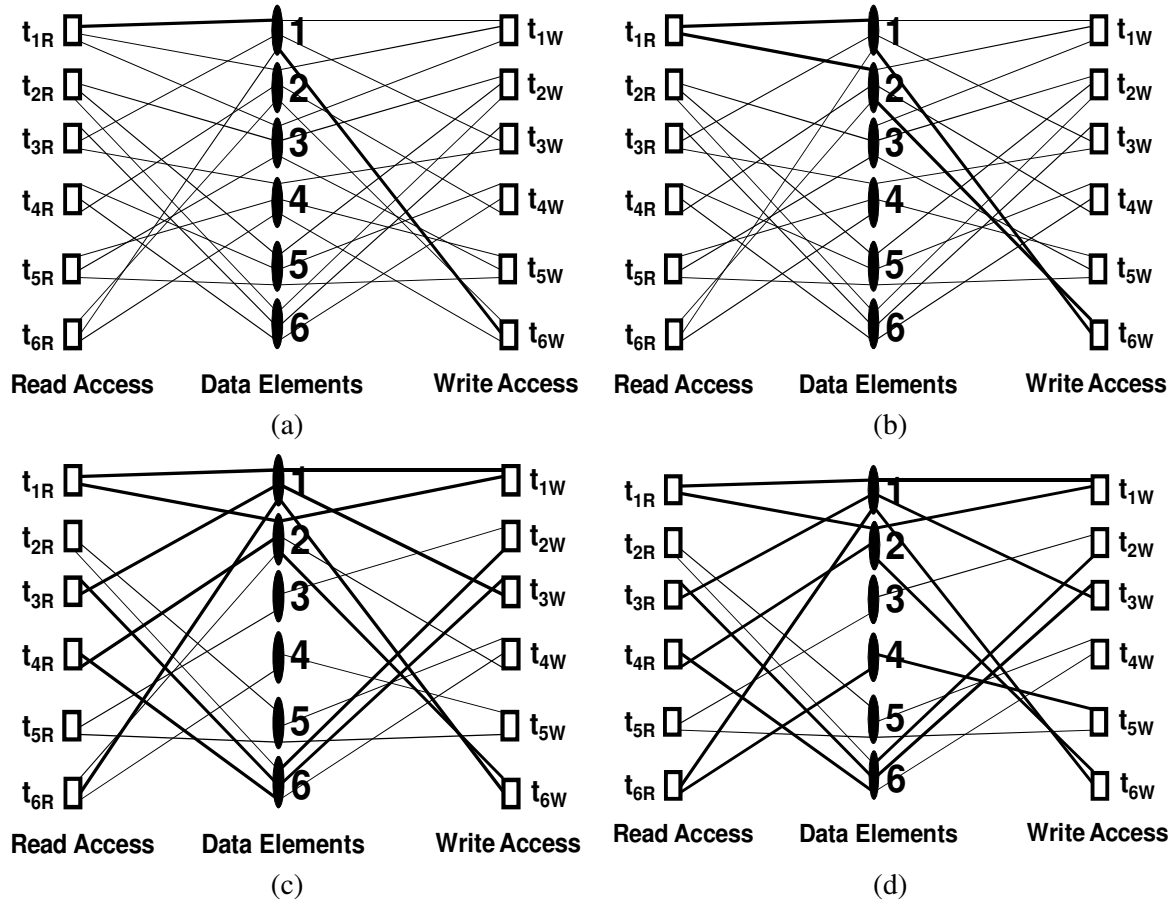 t1R
t2R
t3R
t4R
t5R
t6R
1
2
3
4
5
6
t1W
t2W
t3W
t4W
t5W
t6W
Read Access Data Elements Write Access
(a)
t1R
t2R
t3R
t4R
t5R
t6R
1
2
3
4
5
6
t1W
t2W
t3W
t4W
t5W
t6W
Read Access Data Elements Write Access
(b)
t1R
t2R
t3R
t4R
t5R
t6R
1
2
3
4
5
6
t1W
t2W
t3W
t4W
t5W
t6W
Read Access Data Elements Write Access
(c)
t1R
t2R
t3R
t4R
t5R
t6R
1
2
3
4
5
6
t1W
t2W
t3W
t4W
t5W
t6W
Read Access Data Elements Write Access
(d)